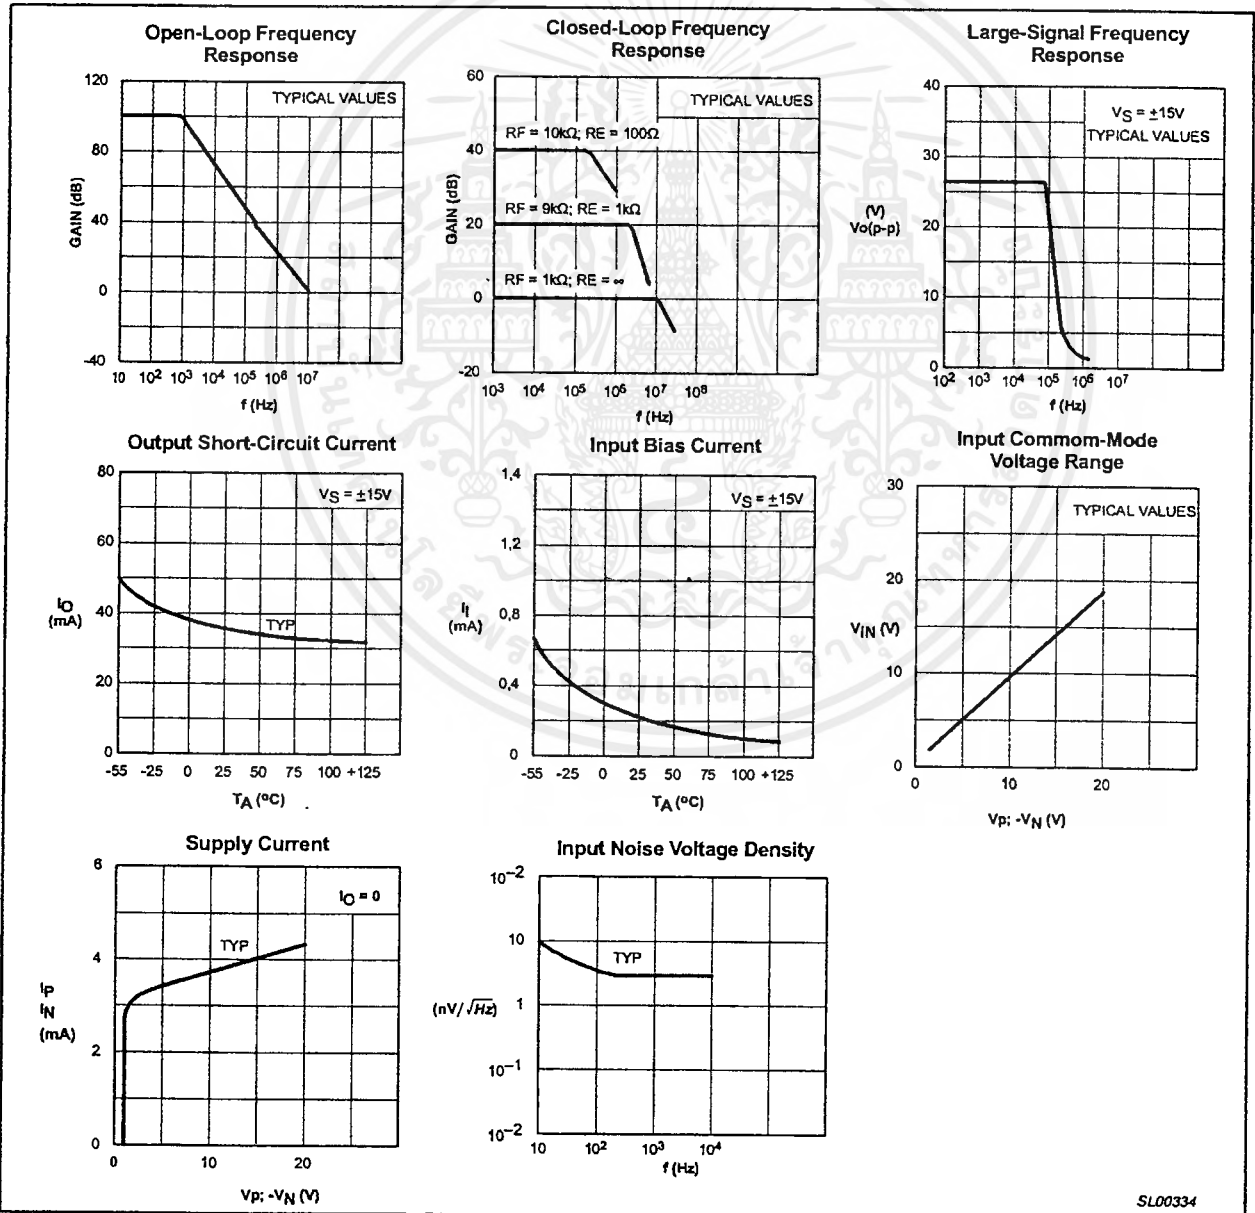 Open-Loop Frequency
Response
TYPICAL VALUES
120
80
40
0
-40
GAIN (dB)
10 10² 10³ 10⁴ 10⁵ 10⁶ 10⁷
f (Hz)
Closed-Loop Frequency
Response
TYPICAL VALUES
60
40
20
0
-20
GAIN (dB)
RF = 10kΩ; RE = 100Ω
RF = 9kΩ; RE = 1kΩ
RF = 1kΩ; RE = ∞
10³ 10⁴ 10⁵ 10⁶ 10⁷ 10⁸
f (Hz)
Large-Signal Frequency
Response
VS = ±15V
TYPICAL VALUES
40
30
20
10
0
(V)
Vo(p-p)
10² 10³ 10⁴ 10⁵ 10⁶ 10⁷
f (Hz)
Output Short-Circuit Current
VS = ±15V
80
60
40
20
0
IO
(mA)
TYP
-55 -25 0 25 50 75 100 +125
TA (ºC)
Input Bias Current
VS = ±15V
1,4
1,2
0,8
0,4
0
II
(mA)
-55 -25 0 25 50 75 100 +125
TA (ºC)
Input Commom-Mode
Voltage Range
TYPICAL VALUES
30
20
10
0
VIN (V)
0 10 20
Vp; -VN (V)
Supply Current
IO = 0
6
4
2
0
TYP
IP
IN
(mA)
0 10 20
Vp; -VN (V)
Input Noise Voltage Density
10⁻²
10
1
10⁻¹
10⁻²
TYP
(nV/√Hz)
10 10² 10³ 10⁴
f (Hz)
SL00334